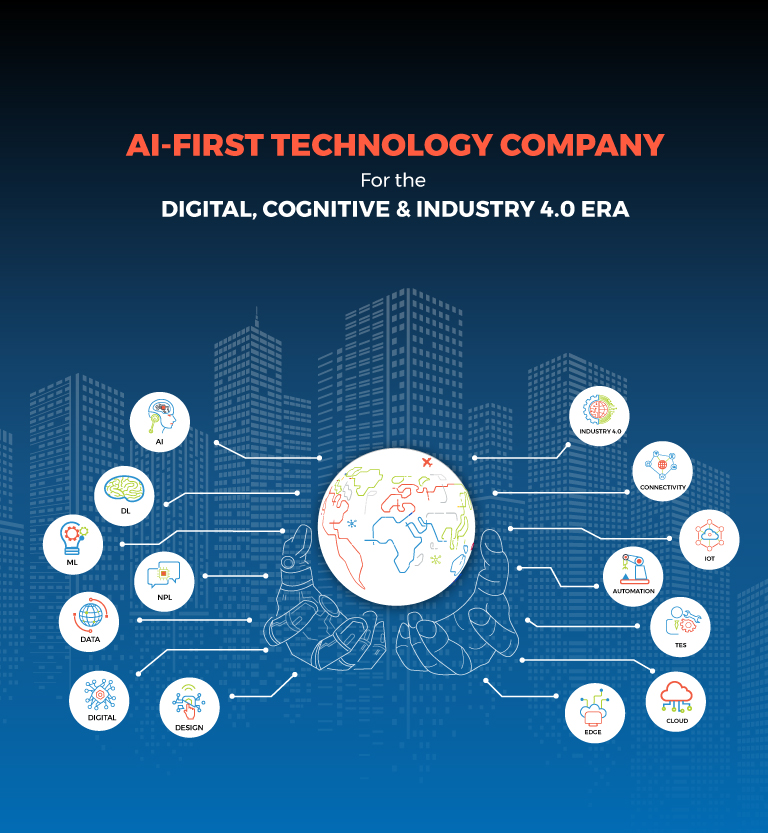 AI-FIRST TECHNOLOGY COMPANY
For the
DIGITAL, COGNITIVE & INDUSTRY 4.0 ERA
AI
DL
ML
NPL
DATA
DIGITAL
DESIGN
INDUSTRY 4.0
CONNECTIVITY
IOT
AUTOMATION
TES
CLOUD
EDGE